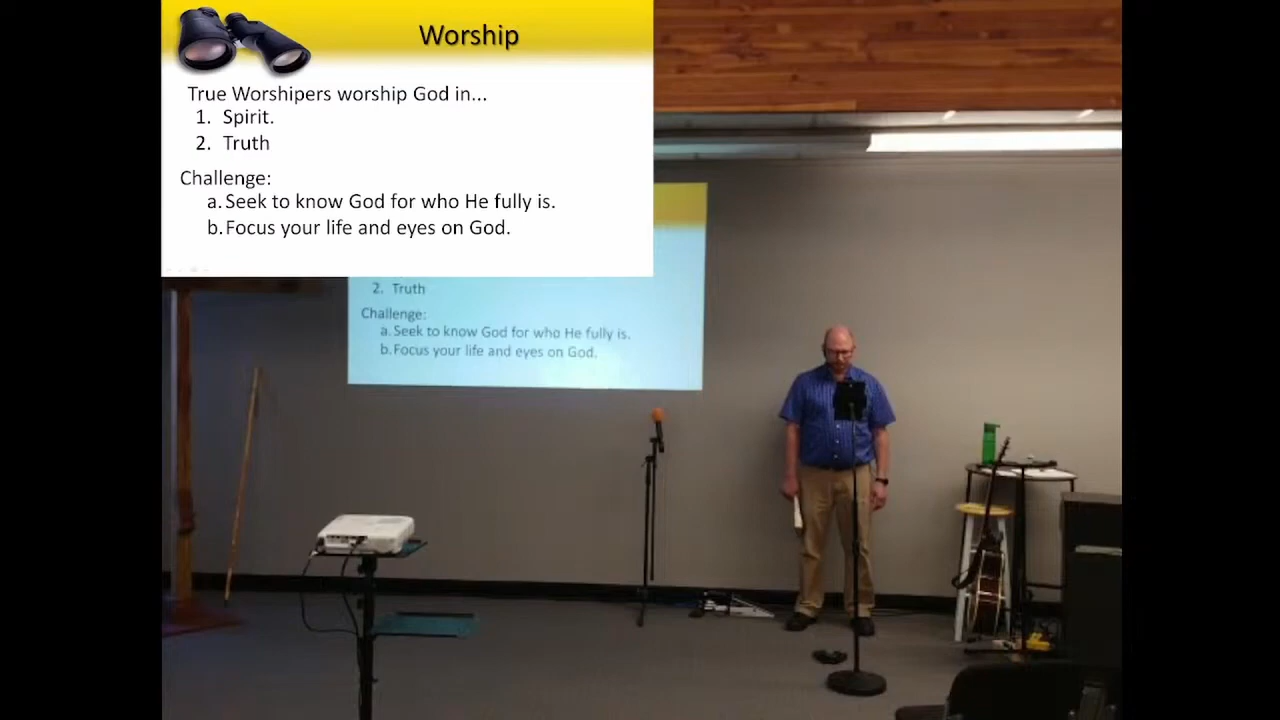 Worship
True Worshipers worship God in...
1. Spirit.
2. Truth
Challenge:
a. Seek to know God for who He fully is.
b. Focus your life and eyes on God.
2. Truth
Challenge:
a. Seek to know God for who He fully is.
b. Focus your life and eyes on God.